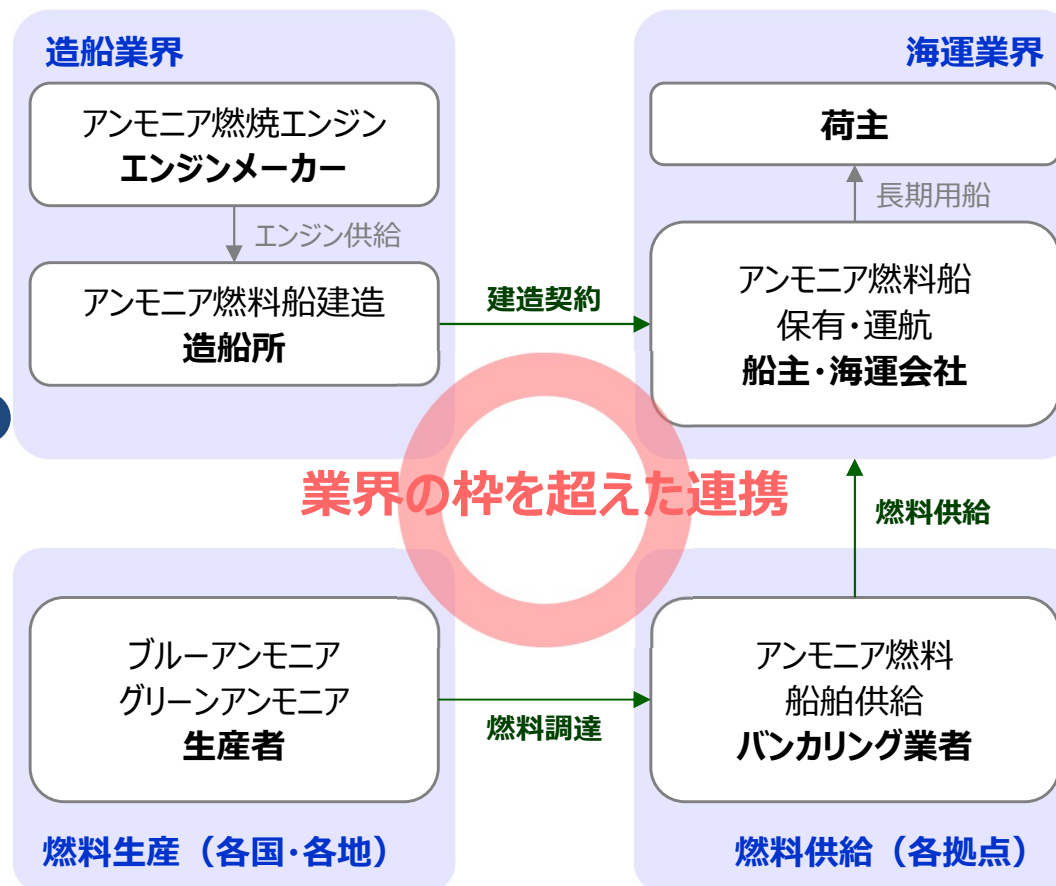 造船業界
アンモニア燃焼エンジン
エンジンメーカー
エンジン供給
アンモニア燃料船建造
造船所
建造契約
海運業界
荷主
長期用船
アンモニア燃料船
保有・運航
船主・海運会社
業界の枠を超えた連携
燃料供給
ブルーアンモニア
グリーンアンモニア
生産者
燃料調達
アンモニア燃料
船舶供給
バンカリング業者
燃料生産（各国・各地）
燃料供給（各拠点）